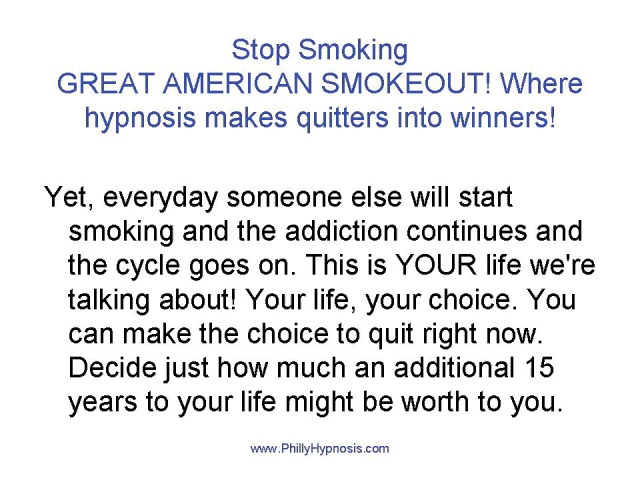 Stop Smoking
GREAT AMERICAN SMOKEOUT! Where
hypnosis makes quitters into winners!
Yet, everyday someone else will start
smoking and the addiction continues and
the cycle goes on. This is YOUR life we're
talking about! Your life, your choice. You
can make the choice to quit right now.
Decide just how much an additional 15
years to your life might be worth to you.
www.PhillyHypnosis.com